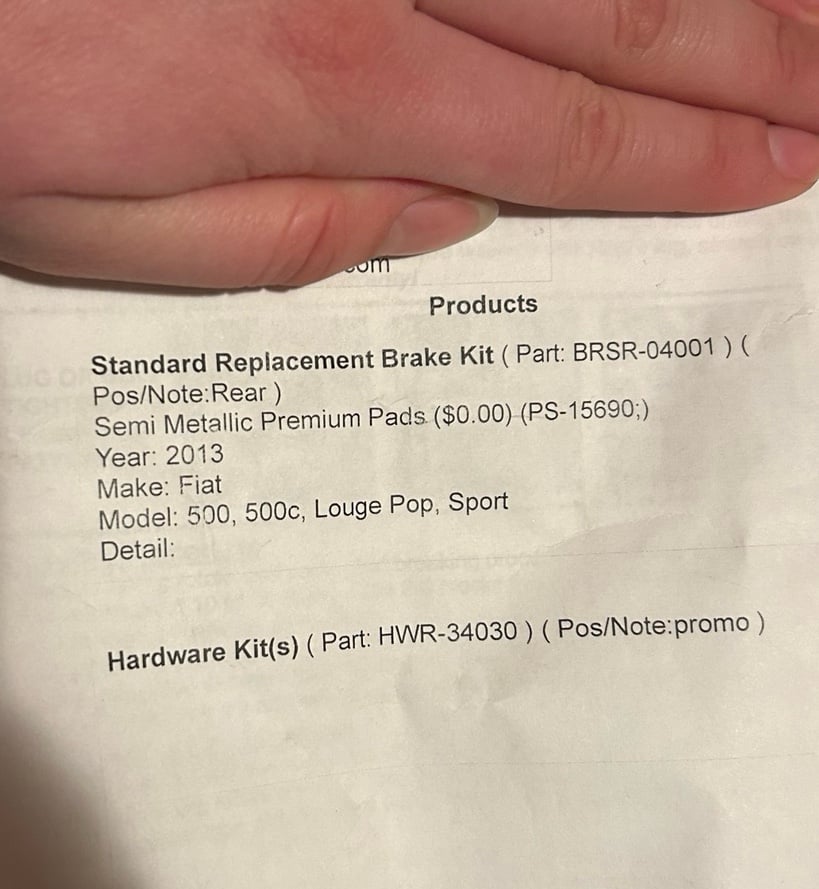 Products
Standard Replacement Brake Kit ( Part: BRSR-04001 ) (
Pos/Note:Rear )
Semi Metallic Premium Pads ($0.00) (PS-15690;)
Year: 2013
Make: Fiat
Model: 500, 500c, Louge Pop, Sport
Detail:
Hardware Kit(s) ( Part: HWR-34030 ) ( Pos/Note:promo )